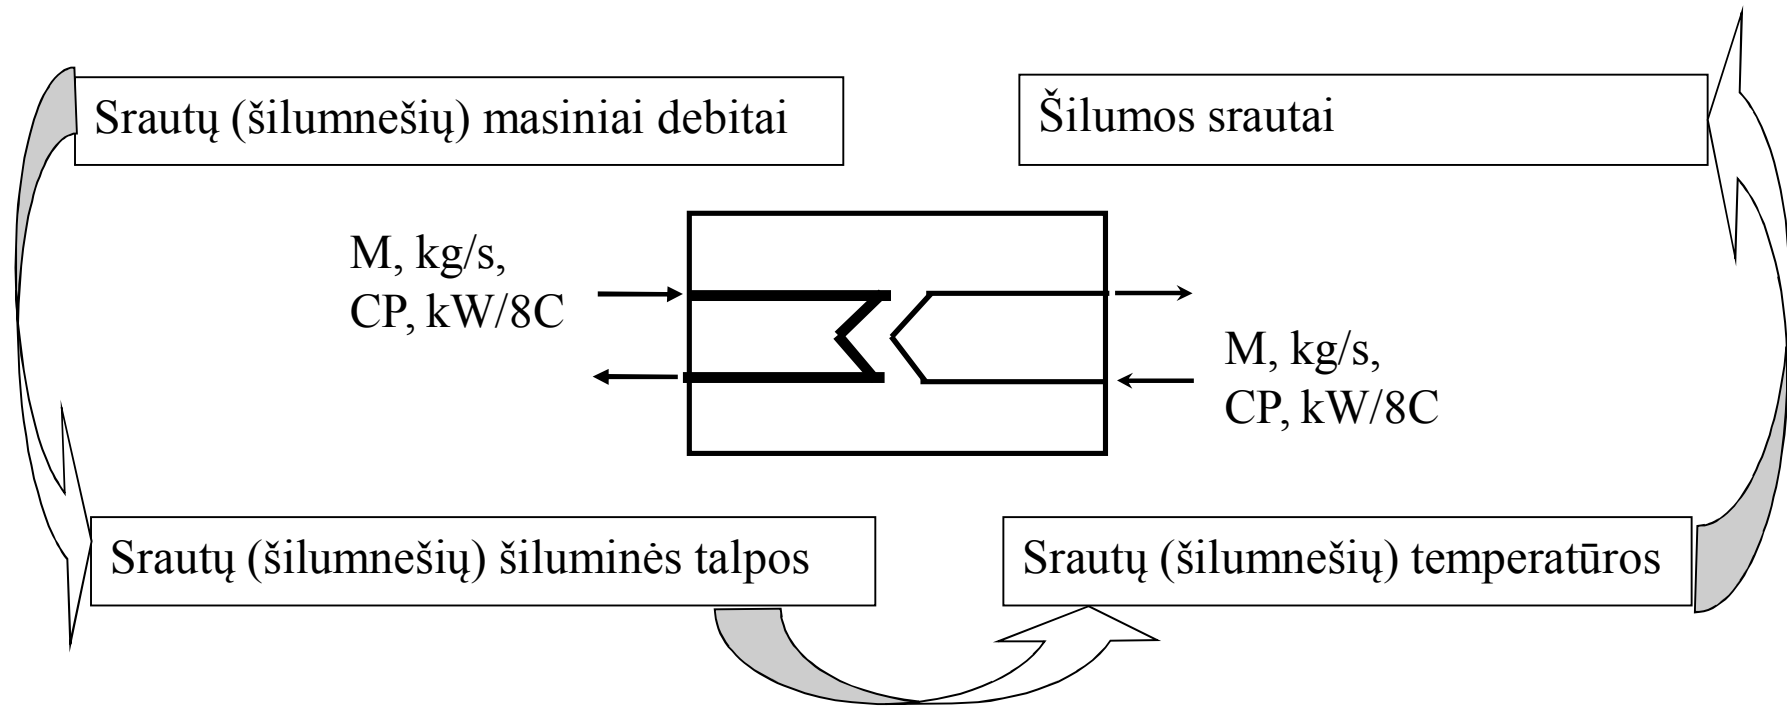 Srautų (šilumnešių) masiniai debitai
Šilumos srautai
M, kg/s,
CP, kW/8C
M, kg/s,
CP, kW/8C
Srautų (šilumnešių) šiluminės talpos
Srautų (šilumnešių) temperatūros